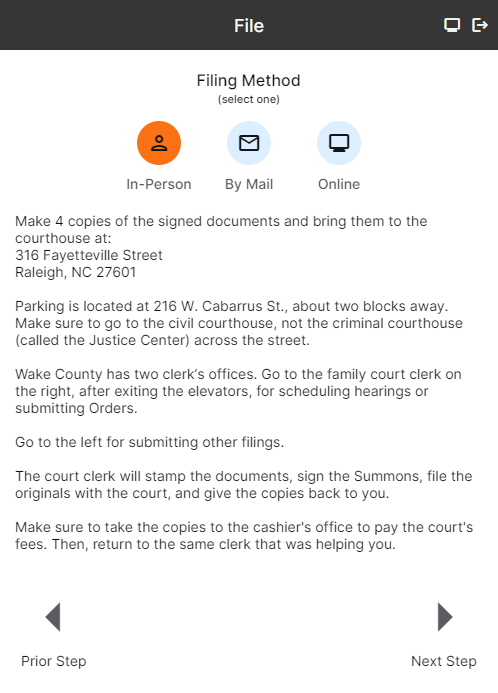 File
Filing Method
(select one)
In-Person
By Mail
Online
Make 4 copies of the signed documents and bring them to the
courthouse at:
316 Fayetteville Street
Raleigh, NC 27601
Parking is located at 216 W. Cabarrus St., about two blocks away.
Make sure to go to the civil courthouse, not the criminal courthouse
(called the Justice Center) across the street.
Wake County has two clerk's offices. Go to the family court clerk on
the right, after exiting the elevators, for scheduling hearings or
submitting Orders.
Go to the left for submitting other filings.
The court clerk will stamp the documents, sign the Summons, file the
originals with the court, and give the copies back to you.
Make sure to take the copies to the cashier's office to pay the court's
fees. Then, return to the same clerk that was helping you.
Prior Step
Next Step